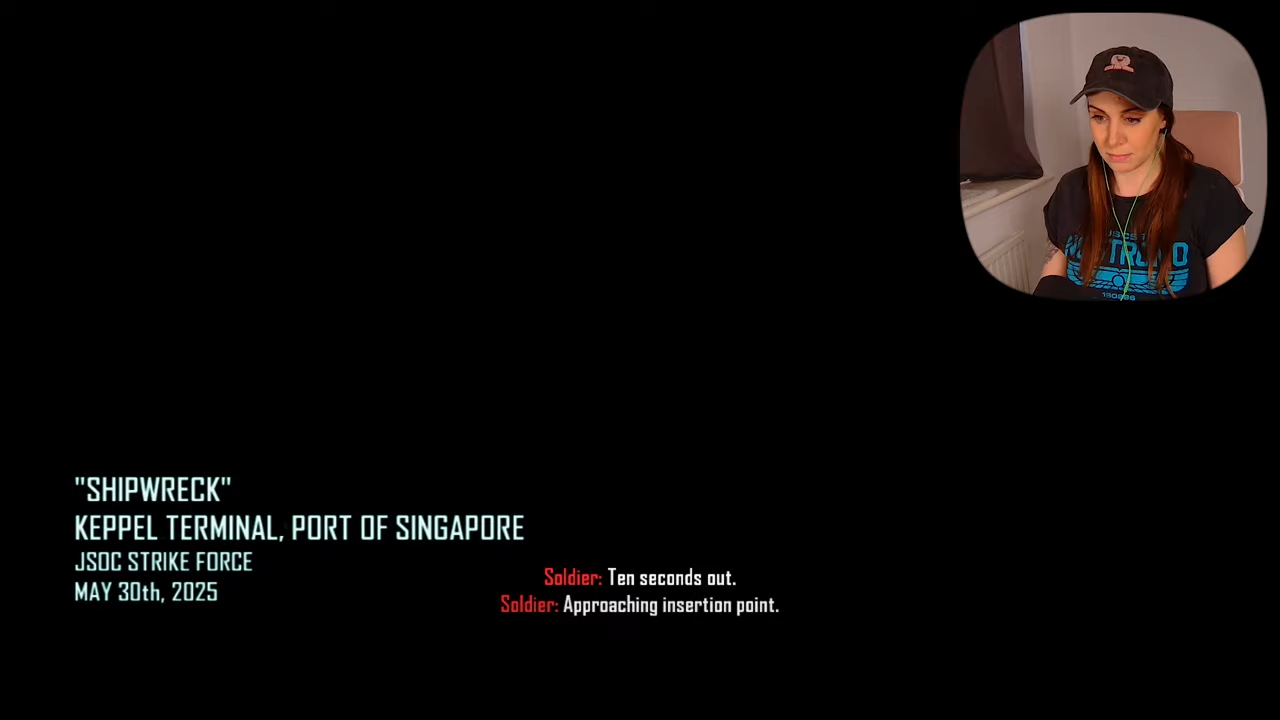 "SHIPWRECK"
KEPPEL TERMINAL, PORT OF SINGAPORE
JSOC STRIKE FORCE
MAY 30th, 2025
Soldier: Ten seconds out.
Soldier: Approaching insertion point.